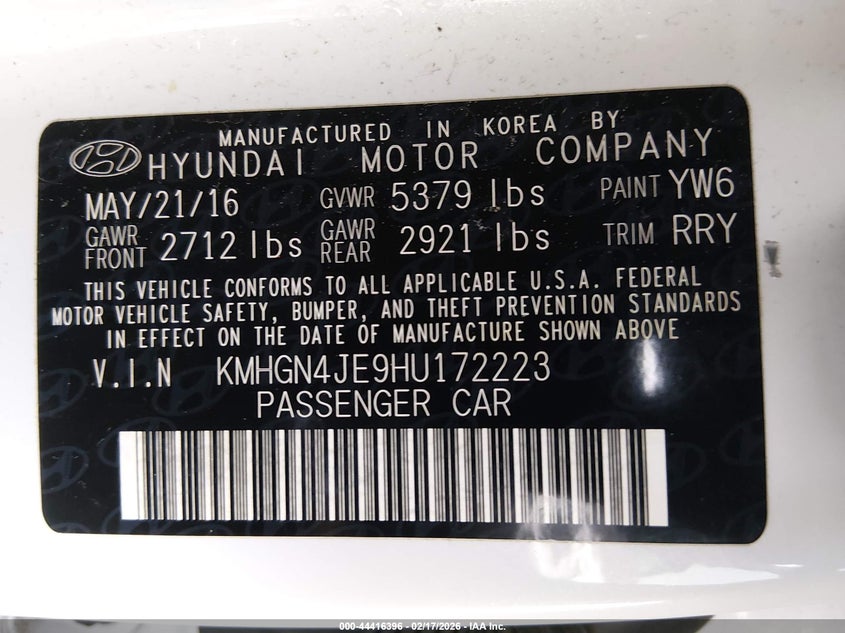 MANUFACTURED IN KOREA BY
HYUNDAI MOTOR COMPANY
MAY/21/16 GVWR 5379 lbs PAINT YW6
GAWR FRONT 2712 lbs GAWR REAR 2921 lbs TRIM RRY
THIS VEHICLE CONFORMS TO ALL APPLICABLE U.S.A. FEDERAL
MOTOR VEHICLE SAFETY, BUMPER, AND THEFT PREVENTION STANDARDS
IN EFFECT ON THE DATE OF MANUFACTURE SHOWN ABOVE
V.I.N KMHGN4JE9HU172223
PASSENGER CAR
000-44416396 - 02/17/2026 - IAA Inc.